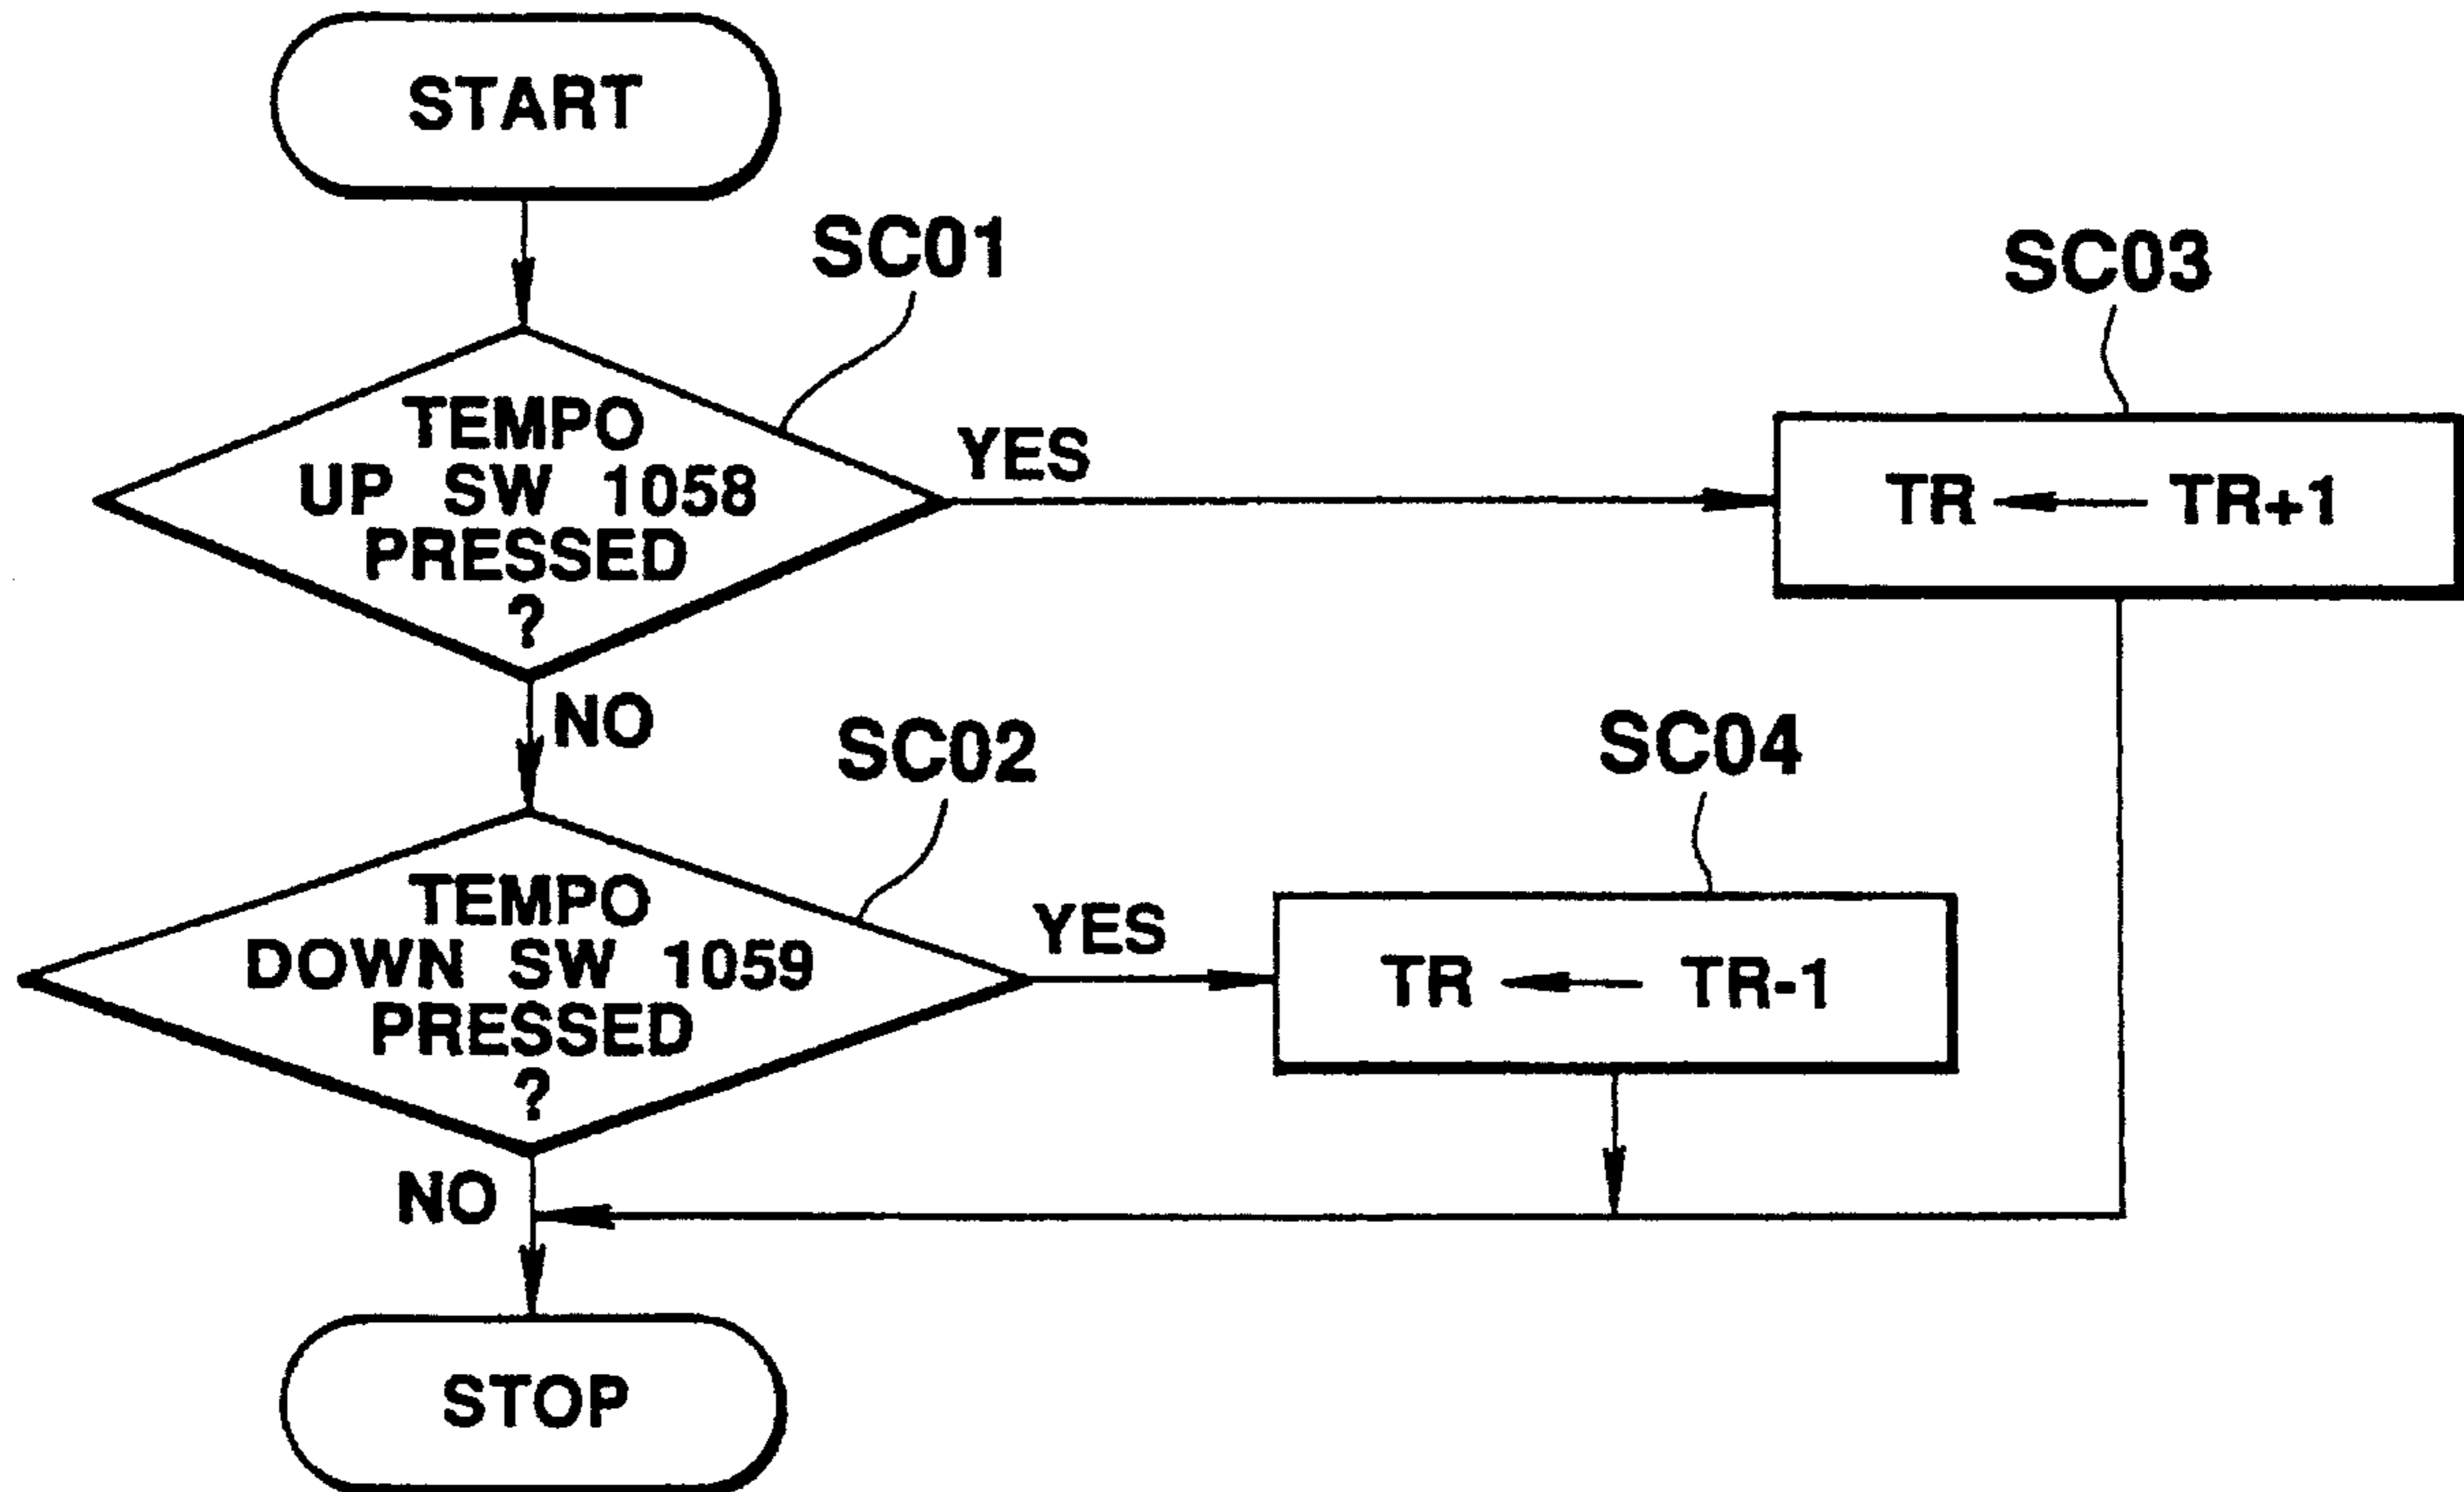 START
SC01
SC03
TEMPO
UP SW 1058
PRESSED
?
YES
TR ← TR+1
NO
SC02
SC04
TEMPO
DOWN SW 1059
PRESSED
?
YES
TR ← TR-1
NO
STOP